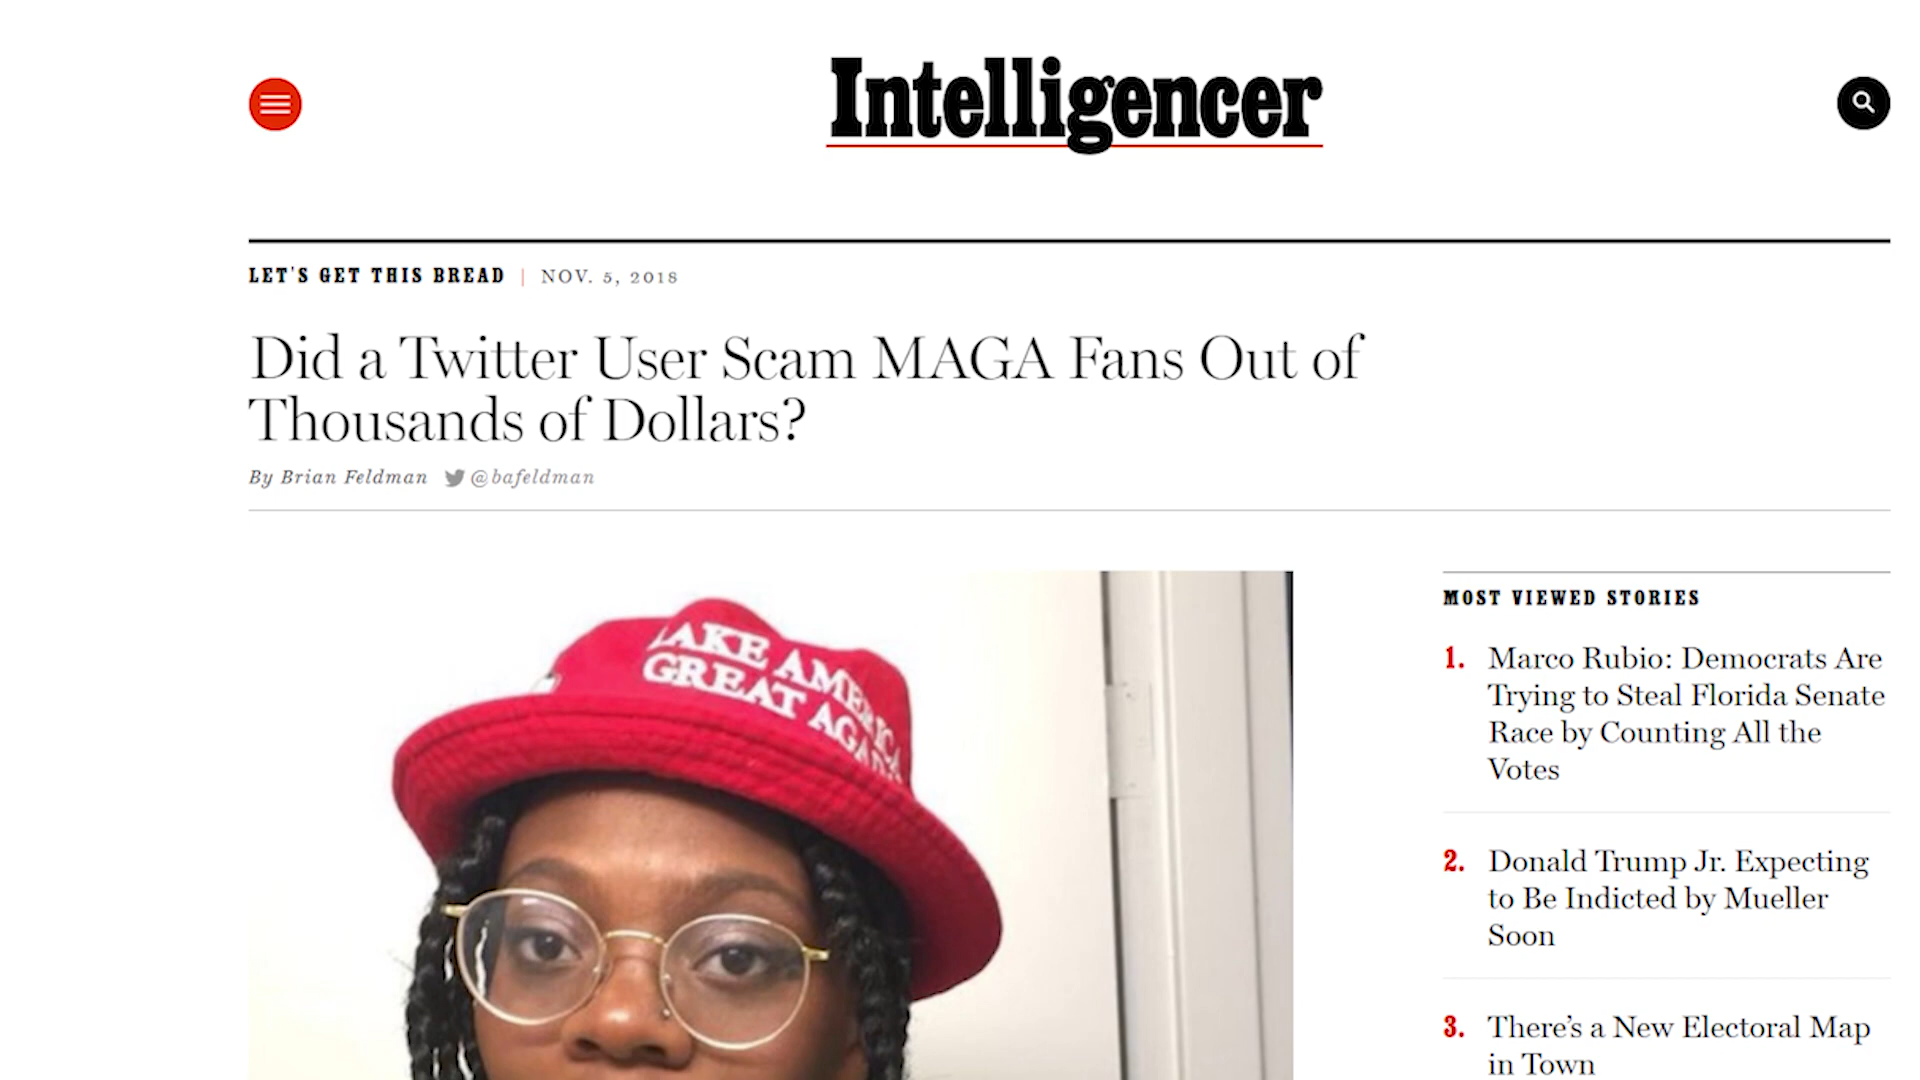 Intelligencer
LET'S GET THIS BREAD | NOV. 5, 2018
Did a Twitter User Scam MAGA Fans Out of
Thousands of Dollars?
By Brian Feldman @bafeldman
AKE AMERICA
GREAT AGAIN
MOST VIEWED STORIES
1. Marco Rubio: Democrats Are
Trying to Steal Florida Senate
Race by Counting All the
Votes
2. Donald Trump Jr. Expecting
to Be Indicted by Mueller
Soon
3. There's a New Electoral Map
in Town